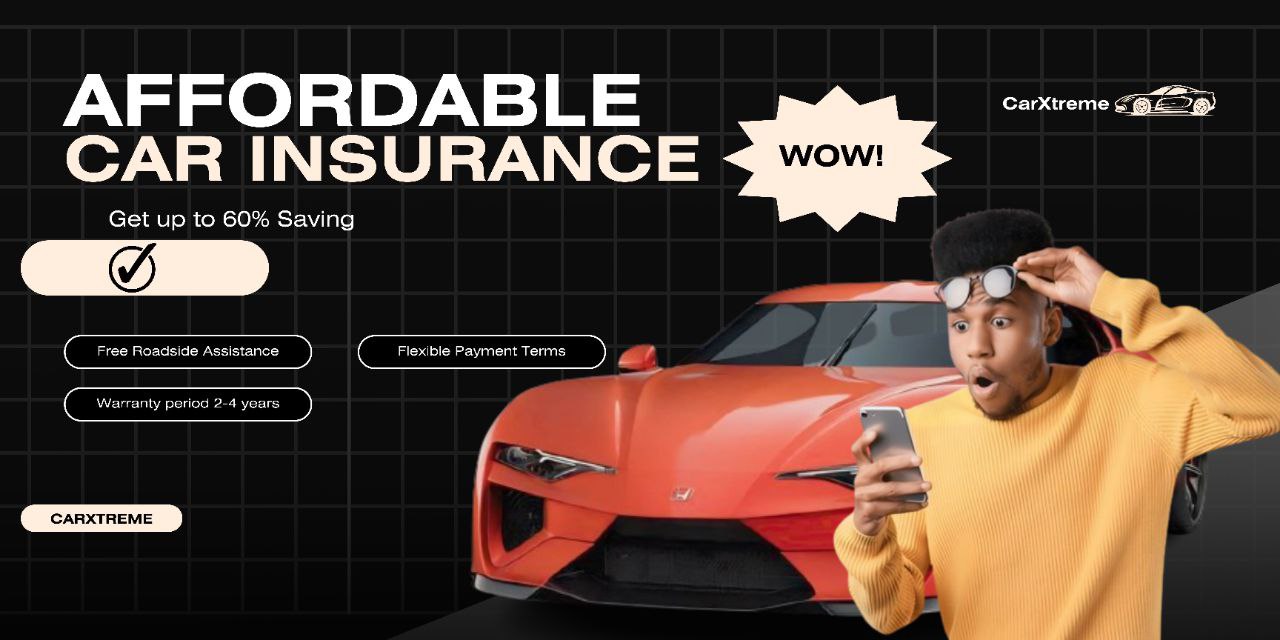 AFFORDABLE
CAR INSURANCE
WOW!
CarXtreme
Get up to 60% Saving
Free Roadside Assistance
Flexible Payment Terms
Warranty period 2-4 years
CARXTREME